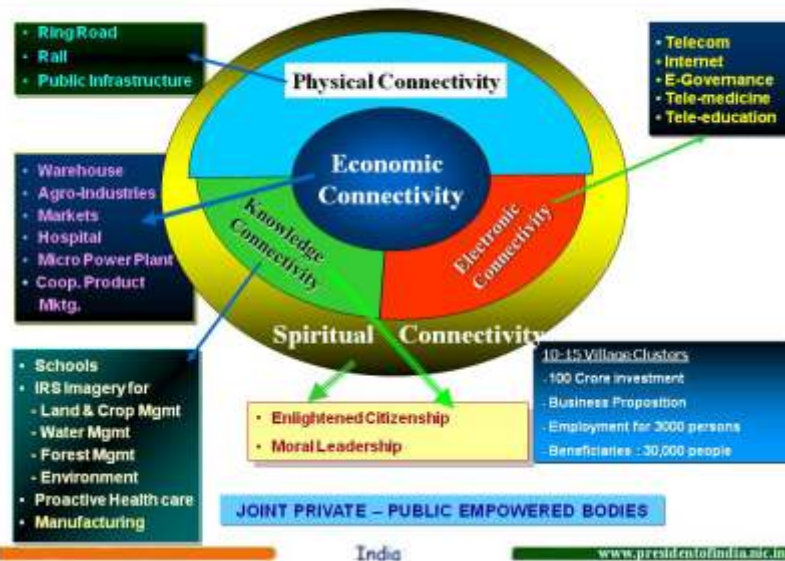 • Ring Road
• Rail
• Public Infrastructure
Physical Connectivity
• Telecom
• Internet
• E-Governance
• Tele-medicine
• Tele-education
• Warehouse
• Agro-Industries
• Markets
• Hospital
• Micro Power Plant
• Coop. Product
Mktg.
Economic
Connectivity
Knowledge
Connectivity
Electronic
Connectivity
Spiritual Connectivity
• Schools
• IRS Imagery for
- Land & Crop Mgmt
- Water Mgmt
- Forest Mgmt
- Environment
• Proactive Health care
• Manufacturing
• Enlightened Citizenship
• Moral Leadership
10-15 Village Clusters
- 100 Crore investment
- Business Proposition
- Employment for 3000 persons
- Beneficiaries : 30,000 people
JOINT PRIVATE – PUBLIC EMPOWERED BODIES
India
www.presidentofindia.nic.in